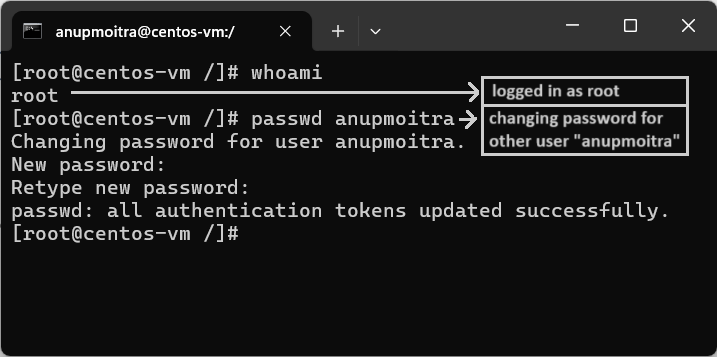 anupmoitra@centos-vm:/
[root@centos-vm /]# whoami
root
logged in as root
[root@centos-vm /]# passwd anupmoitra
changing password for
other user "anupmoitra"
Changing password for user anupmoitra.
New password:
Retype new password:
passwd: all authentication tokens updated successfully.
[root@centos-vm /]#